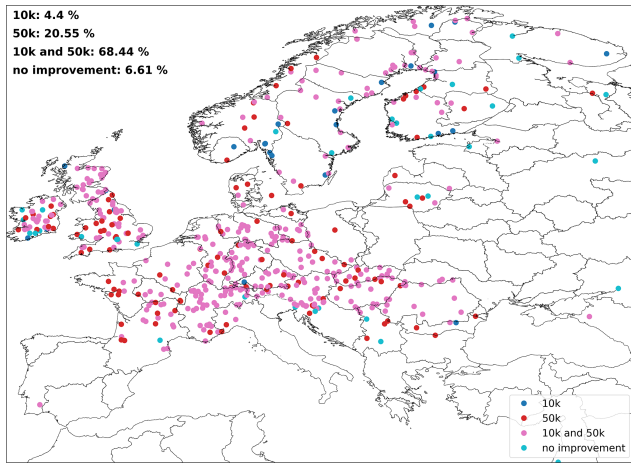 10k: 4.4 %
50k: 20.55 %
10k and 50k: 68.44 %
no improvement: 6.61 %
10k
50k
10k and 50k
no improvement